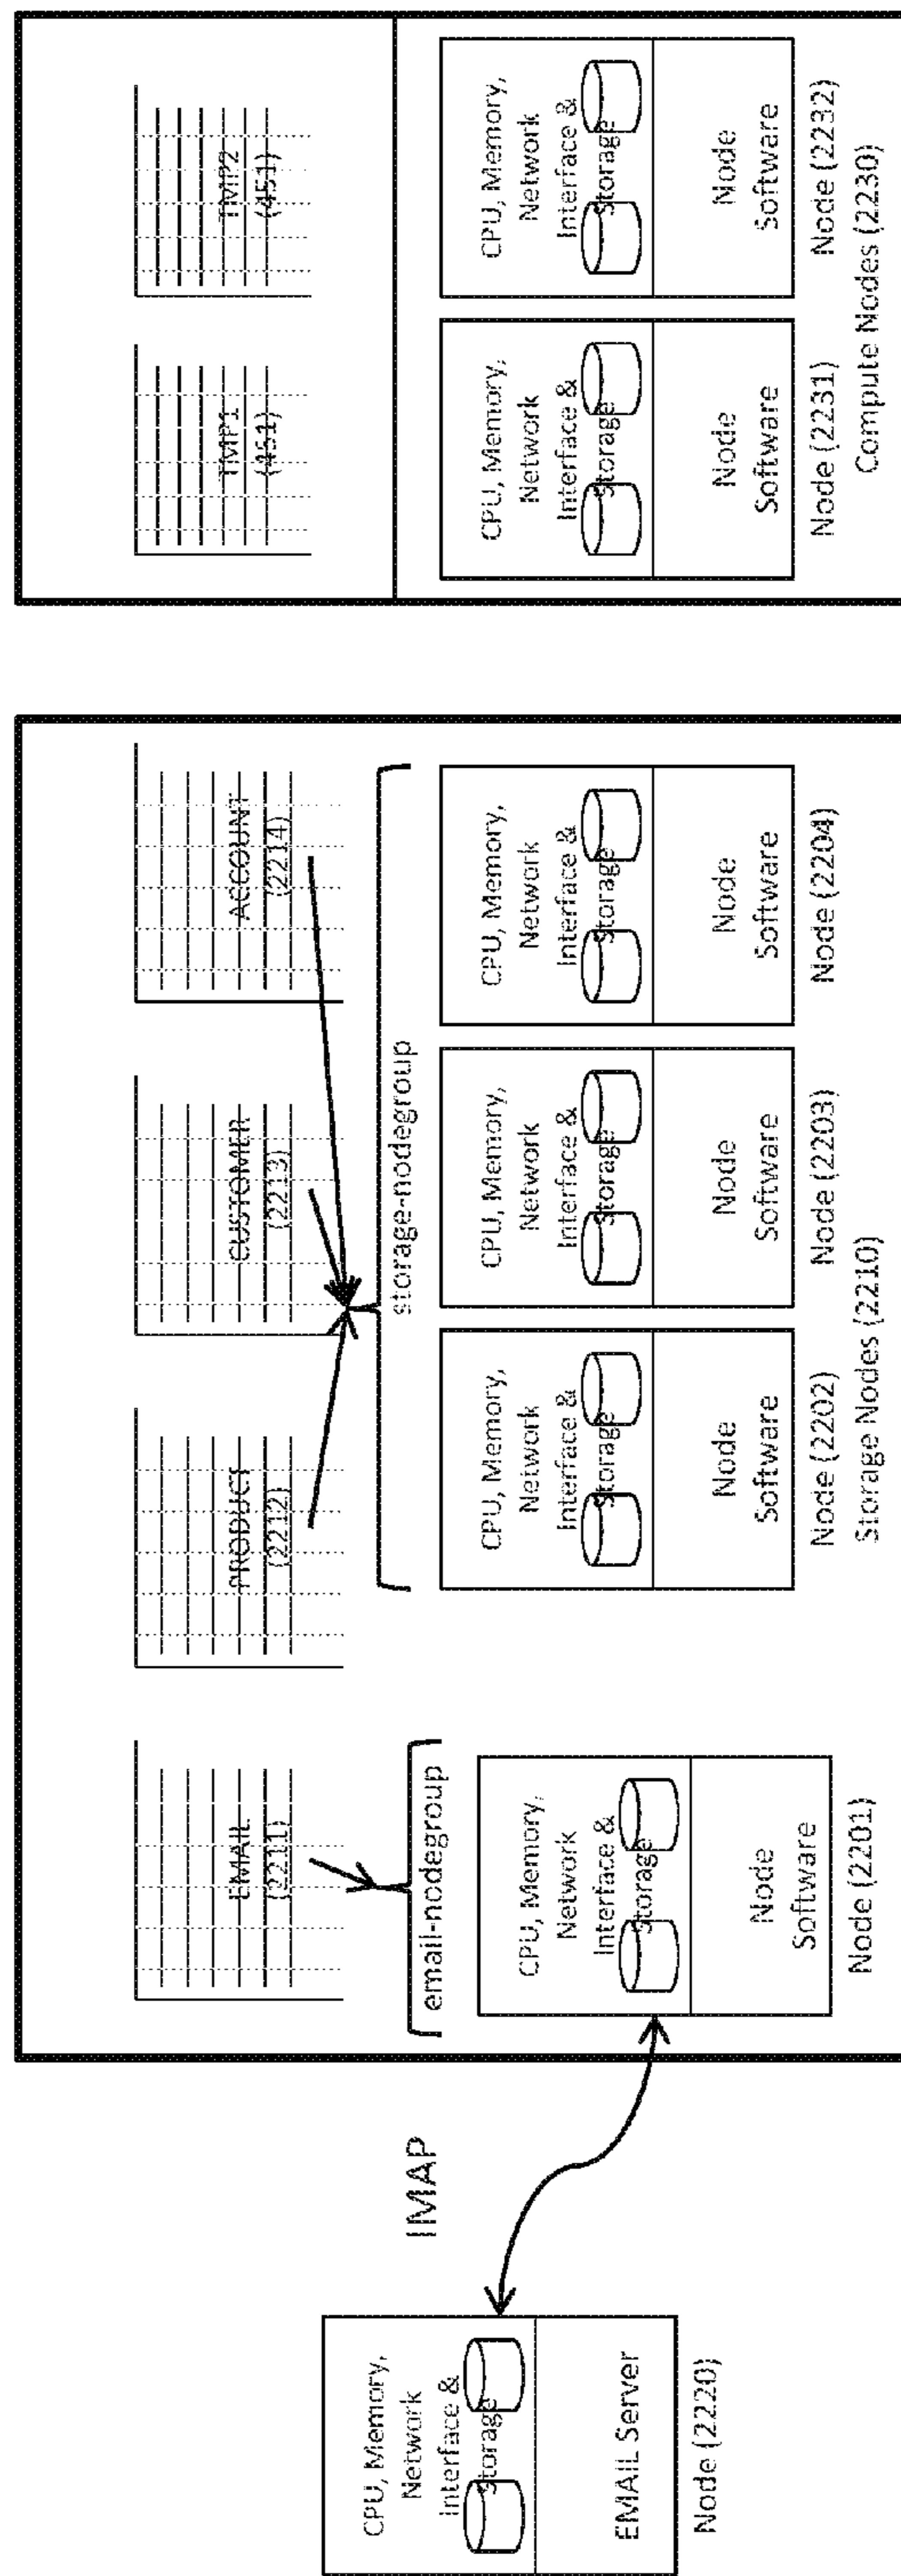 CPU, Memory,
Network
Interface &
Storage
EMAIL Server
Node (2220)
IMAP
EMAIL
(2211)
email-nodegroup
CPU, Memory,
Network
Interface &
Storage
Node
Software
Node (2201)
PRODUCT
(2212)
CUSTOMER
(2213)
ACCOUNT
(2214)
storage-nodegroup
CPU, Memory,
Network
Interface &
Storage
Node
Software
Node (2202)
CPU, Memory,
Network
Interface &
Storage
Node
Software
Node (2203)
CPU, Memory,
Network
Interface &
Storage
Node
Software
Node (2204)
Storage Nodes (2210)
TMP1
(451)
TMP2
(451)
CPU, Memory,
Network
Interface &
Storage
Node
Software
Node (2231)
CPU, Memory,
Network
Interface &
Storage
Node
Software
Node (2232)
Compute Nodes (2230)